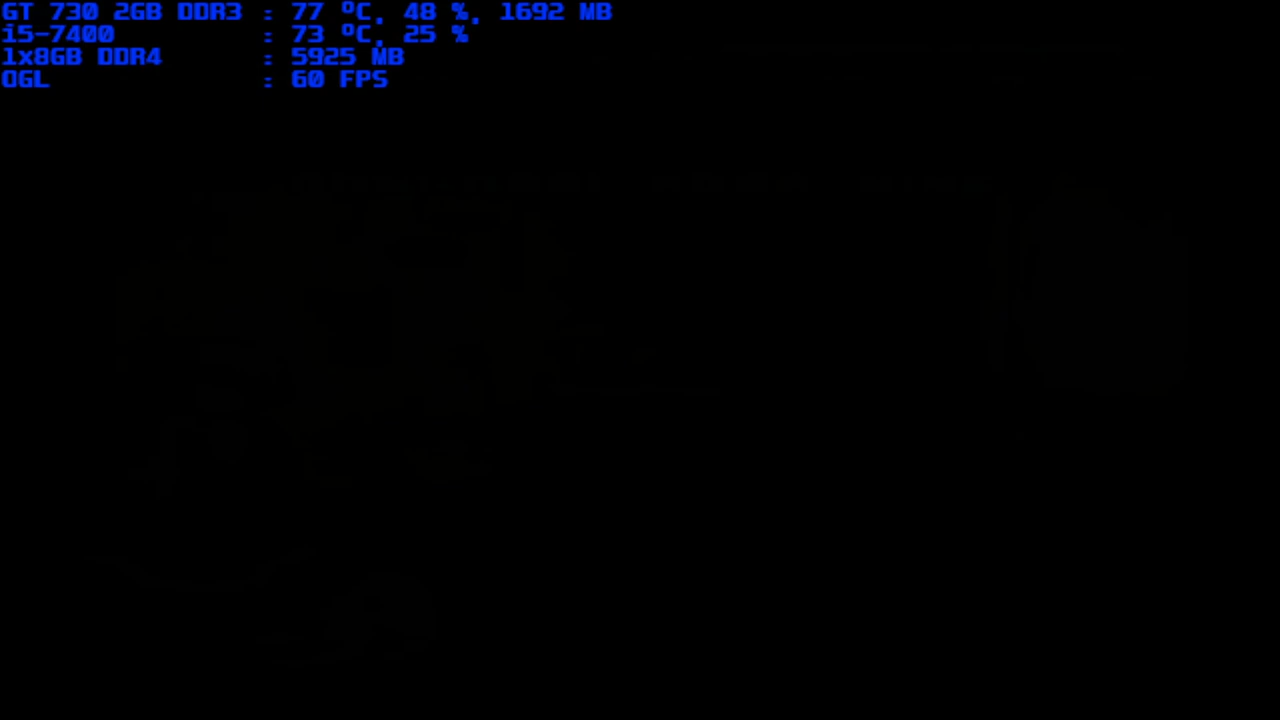 GT 730 2GB DDR3 : 77 ºC, 48 %, 1692 MB
i5-7400 : 73 ºC, 25 %
1x8GB DDR4 : 5925 MB
OGL : 60 FPS